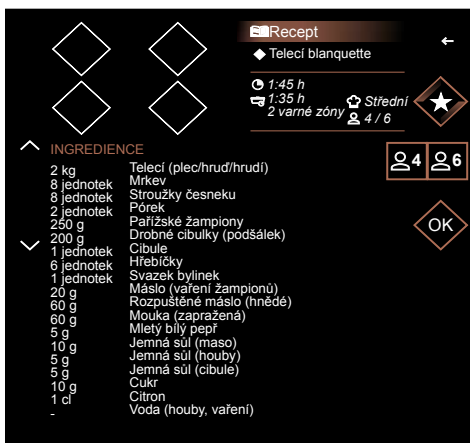 Recept
Telecí blanquette
1:45 h
1:35 h
2 varné zóny
Střední
4 / 6
INGREDIENCE
4 6
OK
2 kg Telecí (plec/hruď/hrudí)
8 jednotek Mrkev
8 jednotek Stroužky česneku
2 jednotek Pórek
250 g Pařížské žampiony
200 g Drobné cibulky (podšálek)
1 jednotek Cibule
6 jednotek Hřebíčky
1 jednotek Svazek bylinek
20 g Máslo (vaření žampionů)
60 g Rozpuštěné máslo (hnědé)
60 g Mouka (zapražená)
5 g Mletý bílý pepř
10 g Jemná sůl (maso)
5 g Jemná sůl (houby)
5 g Jemná sůl (cibule)
10 g Cukr
1 cl Citron
- Voda (houby, vaření)